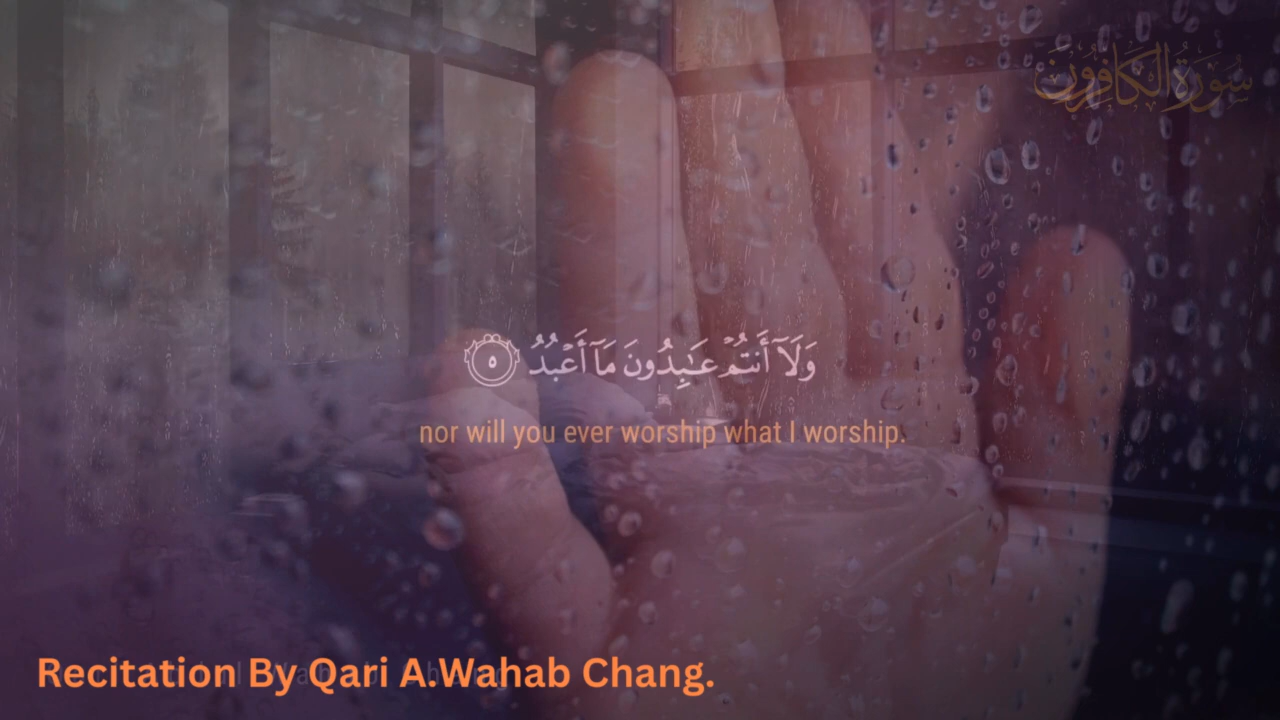 سُورَةُ الكَافِرُونَ
وَلَآ أَنتُمْ عَـٰبِدُونَ مَآ أَعْبُدُ ٥
nor will you ever worship what I worship.
Recitation By Qari A.Wahab Chang.